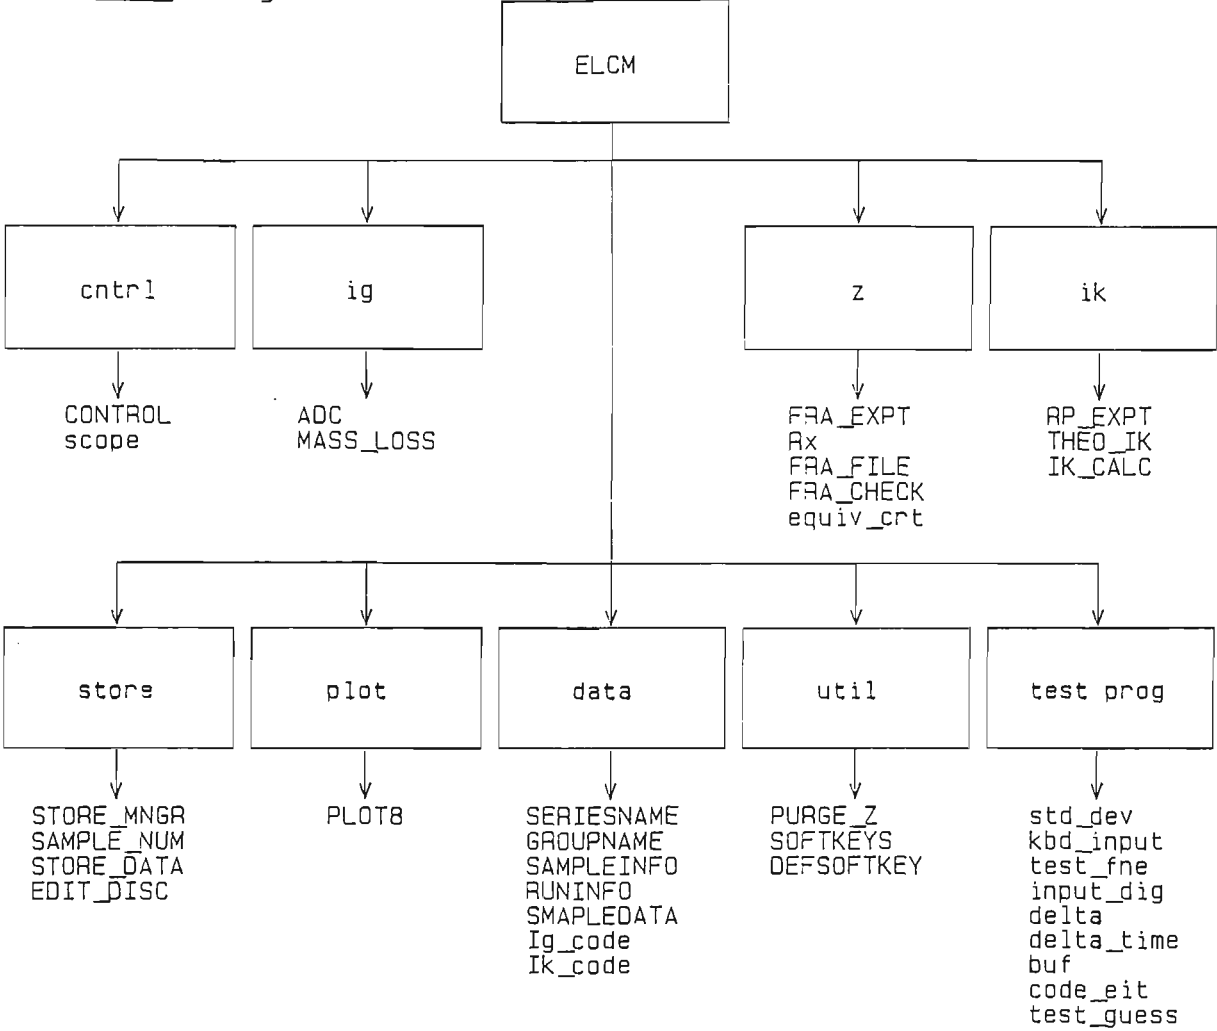 ELCM
cntrl
ig
z
ik
CONTROL
scope
ADC
MASS_LOSS
FRA_EXPT
Rx
FRA_FILE
FRA_CHECK
equiv_crt
RP_EXPT
THEO_IK
IK_CALC
store
plot
data
util
test prog
STORE_MNGR
SAMPLE_NUM
STORE_DATA
EDIT_DISC
PLOT8
SERIESNAME
GROUPNAME
SAMPLEINFO
RUNINFO
SMAPLEDATA
Ig_code
Ik_code
PURGE_Z
SOFTKEYS
DEFSOFTKEY
std_dev
kbd_input
test_fne
input_dig
delta
delta_time
buf
code_eit
test_guess